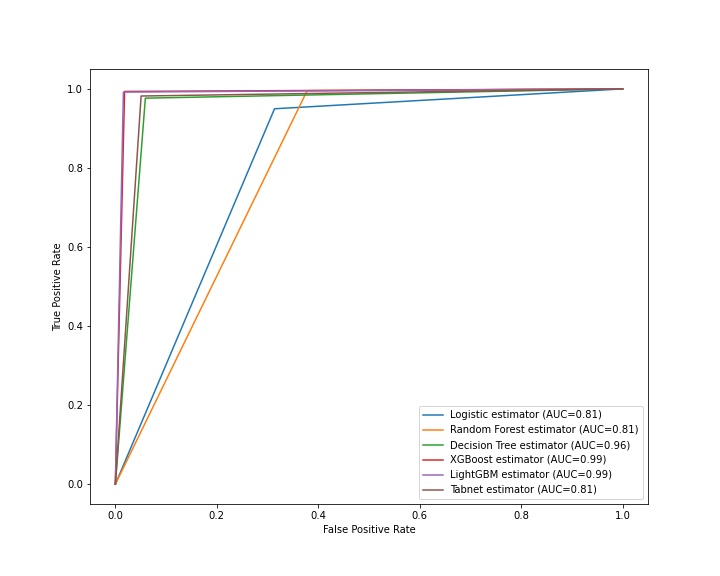 1.0
0.8
0.6
0.4
0.2
0.0
True Positive Rate
Logistic estimator (AUC=0.81)
Random Forest estimator (AUC=0.81)
Decision Tree estimator (AUC=0.96)
XGBoost estimator (AUC=0.99)
LightGBM estimator (AUC=0.99)
Tabnet estimator (AUC=0.81)
0.0 0.2 0.4 0.6 0.8 1.0
False Positive Rate